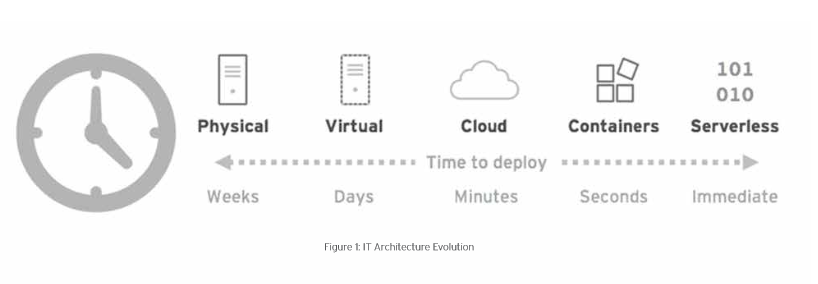 101
010
Physical Virtual Cloud Containers Serverless
Time to deploy
Weeks Days Minutes Seconds Immediate
Figure 1: IT Architecture Evolution